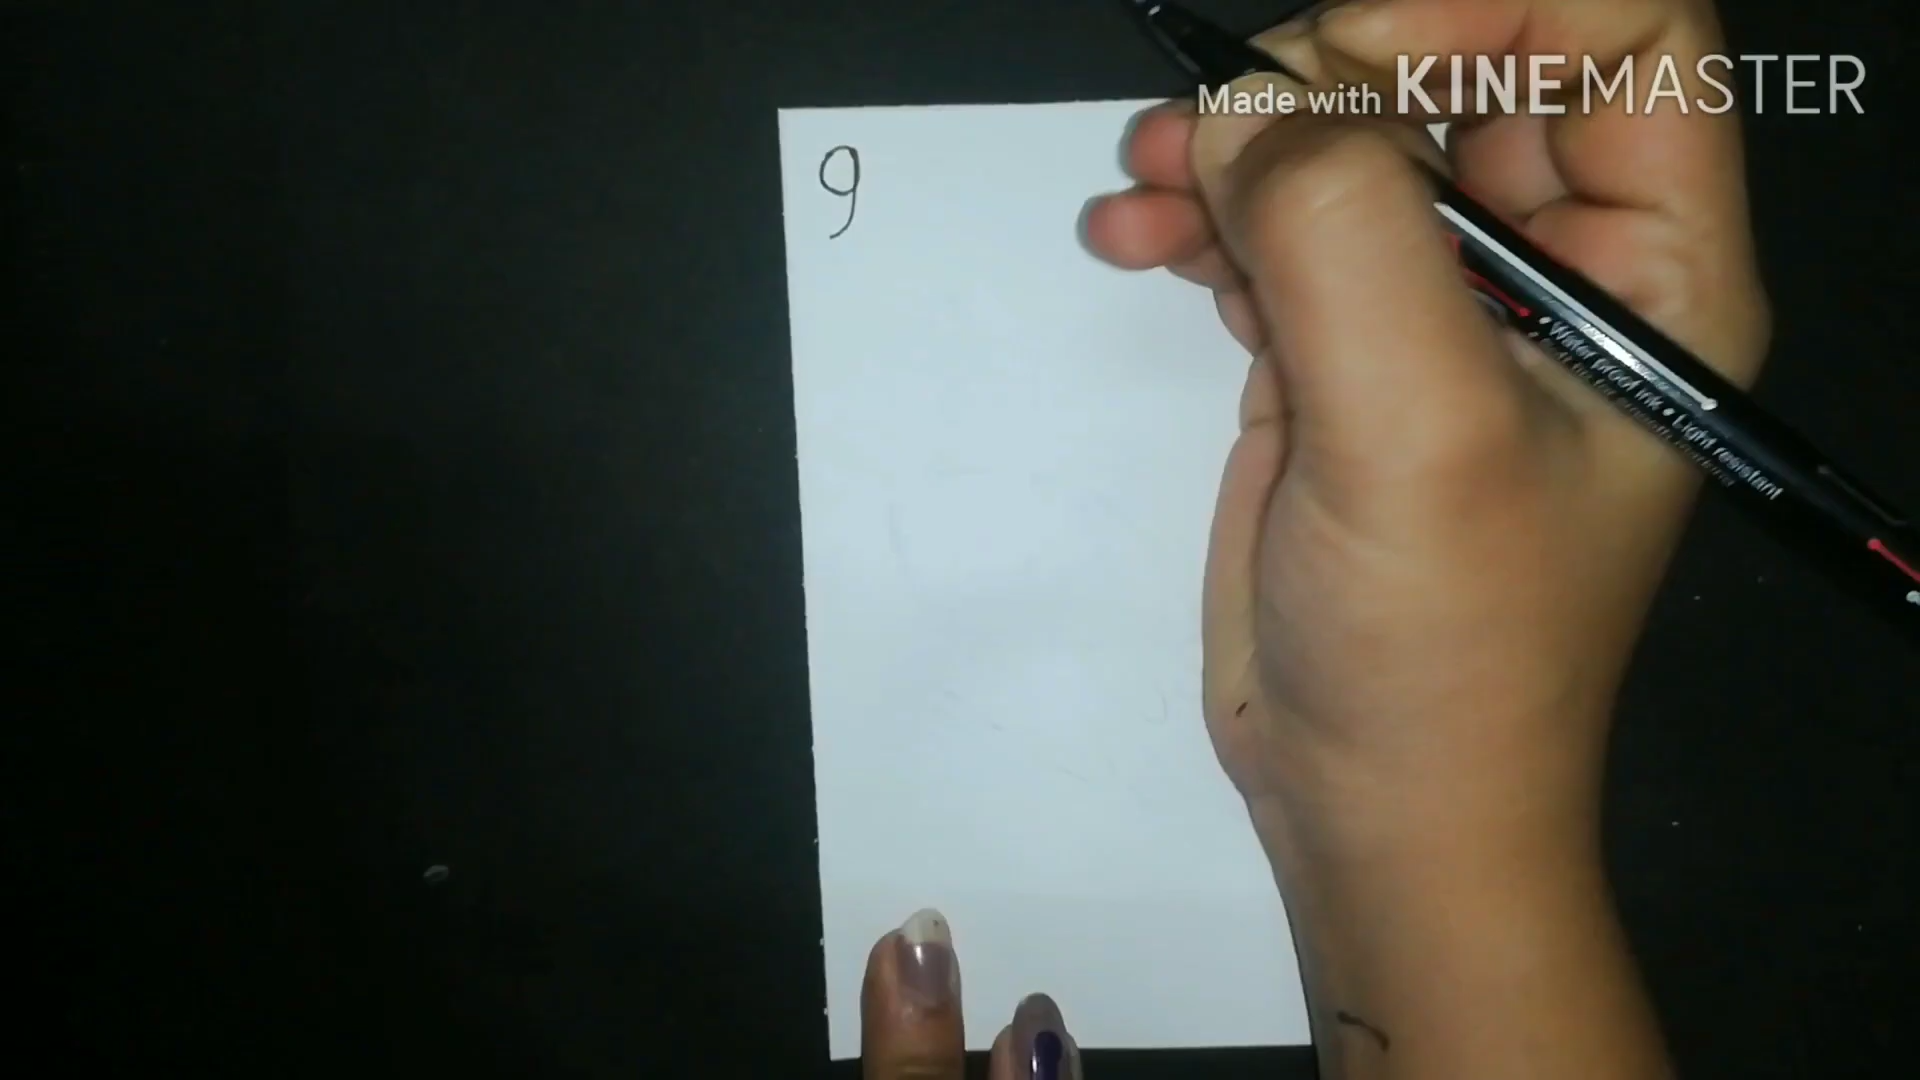 Made with KINEMASTER
9
• Water proof ink • Light resistant